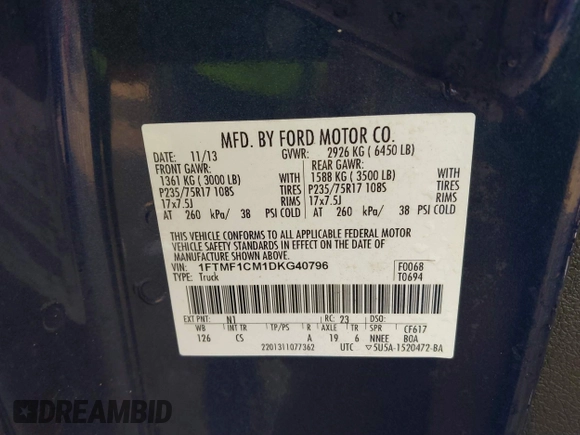 MFD. BY FORD MOTOR CO.
DATE: 11/13 GVWR: 2926 KG ( 6450 LB)
FRONT GAWR: REAR GAWR:
1361 KG ( 3000 LB) WITH 1588 KG ( 3500 LB) WITH
P235/75R17 108S TIRES P235/75R17 108S TIRES
17x7.5J RIMS 17x7.5J RIMS
AT 260 kPa/ 38 PSI COLD AT 260 kPa/ 38 PSI COLD
THIS VEHICLE CONFORMS TO ALL APPLICABLE FEDERAL MOTOR
VEHICLE SAFETY STANDARDS IN EFFECT ON THE DATE OF
MANUFACTURE SHOWN ABOVE.
VIN: 1FTMF1CM1DKG40796 F0068
TYPE: Truck T0694
EXT PNT: N1 RC: 23 DSO:
WB INT TR TP/PS R AXLE TR SPR CF617
126 CS A 19 6 NNEE BOA
2201311077362 UTC ▽5U5A-1520472-BA
DREAMBID